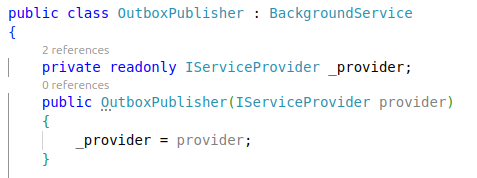 public class OutboxPublisher : BackgroundService
{
2 references
private readonly IServiceProvider _provider;
0 references
public OutboxPublisher(IServiceProvider provider)
{
_provider = provider;
}